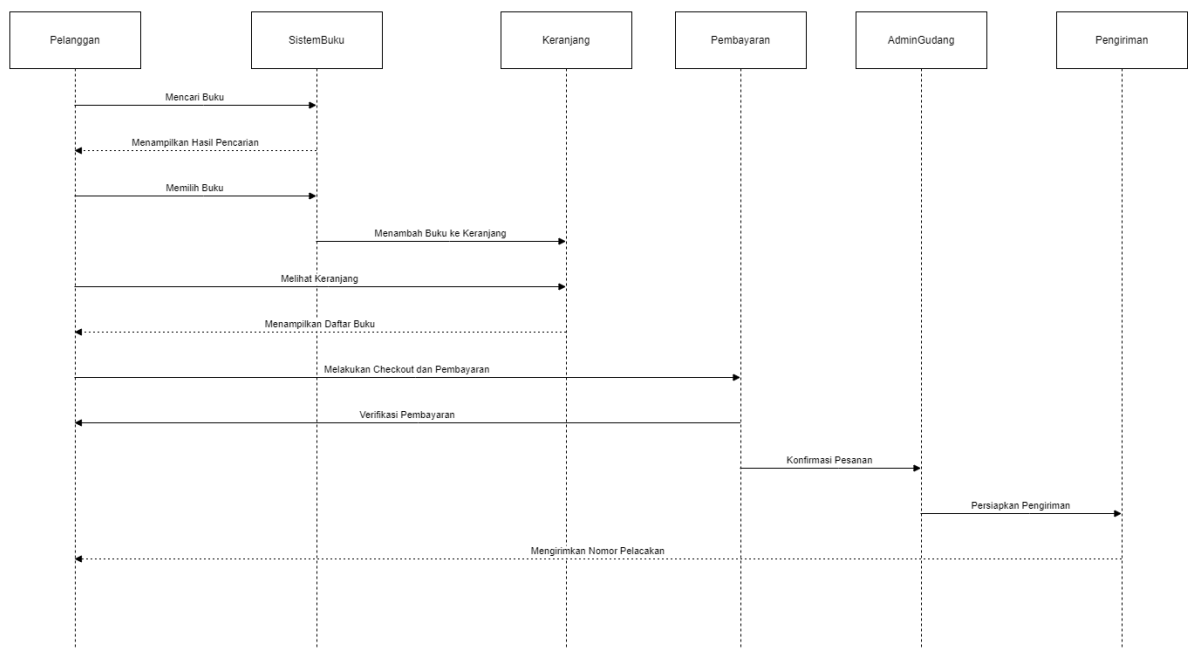 Pelanggan
SistemBuku
Keranjang
Pembayaran
AdminGudang
Pengiriman
Mencari Buku
Menampilkan Hasil Pencarian
Memilih Buku
Menambah Buku ke Keranjang
Melihat Keranjang
Menampilkan Daftar Buku
Melakukan Checkout dan Pembayaran
Verifikasi Pembayaran
Konfirmasi Pesanan
Persiapkan Pengiriman
Mengirimkan Nomor Pelacakan